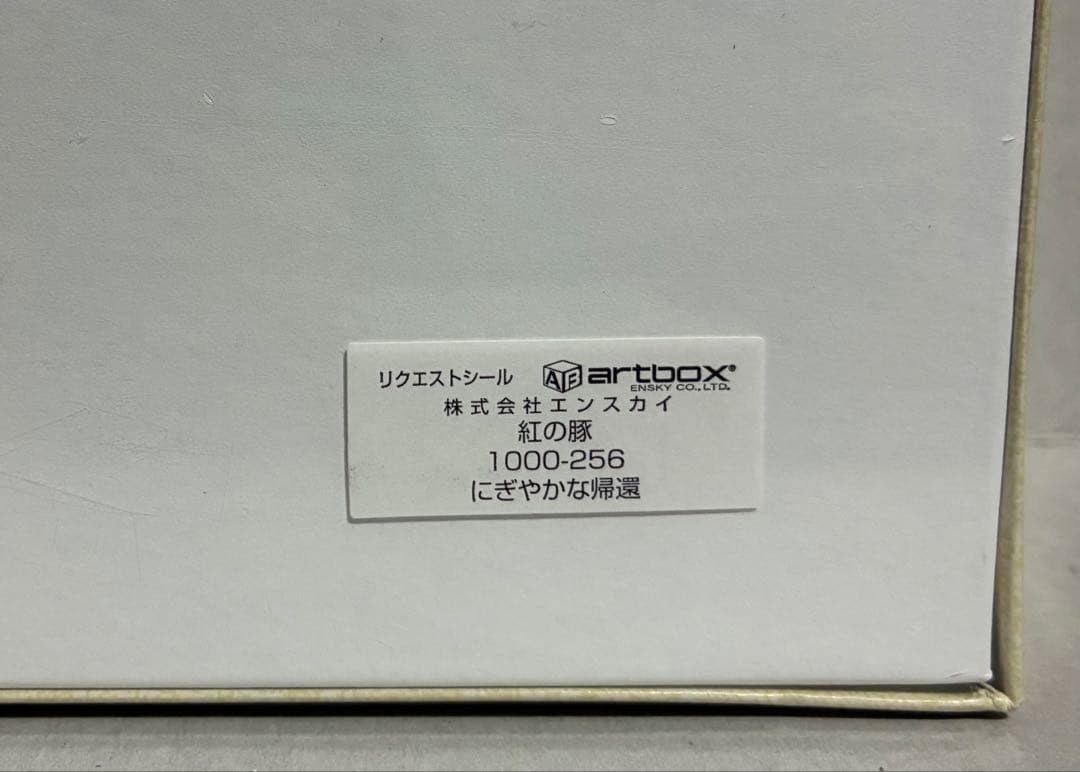 リクエストシール ATB artbox®
ENSKY CO., LTD.
株式会社エンスカイ
紅の豚
1000-256
にぎやかな帰還